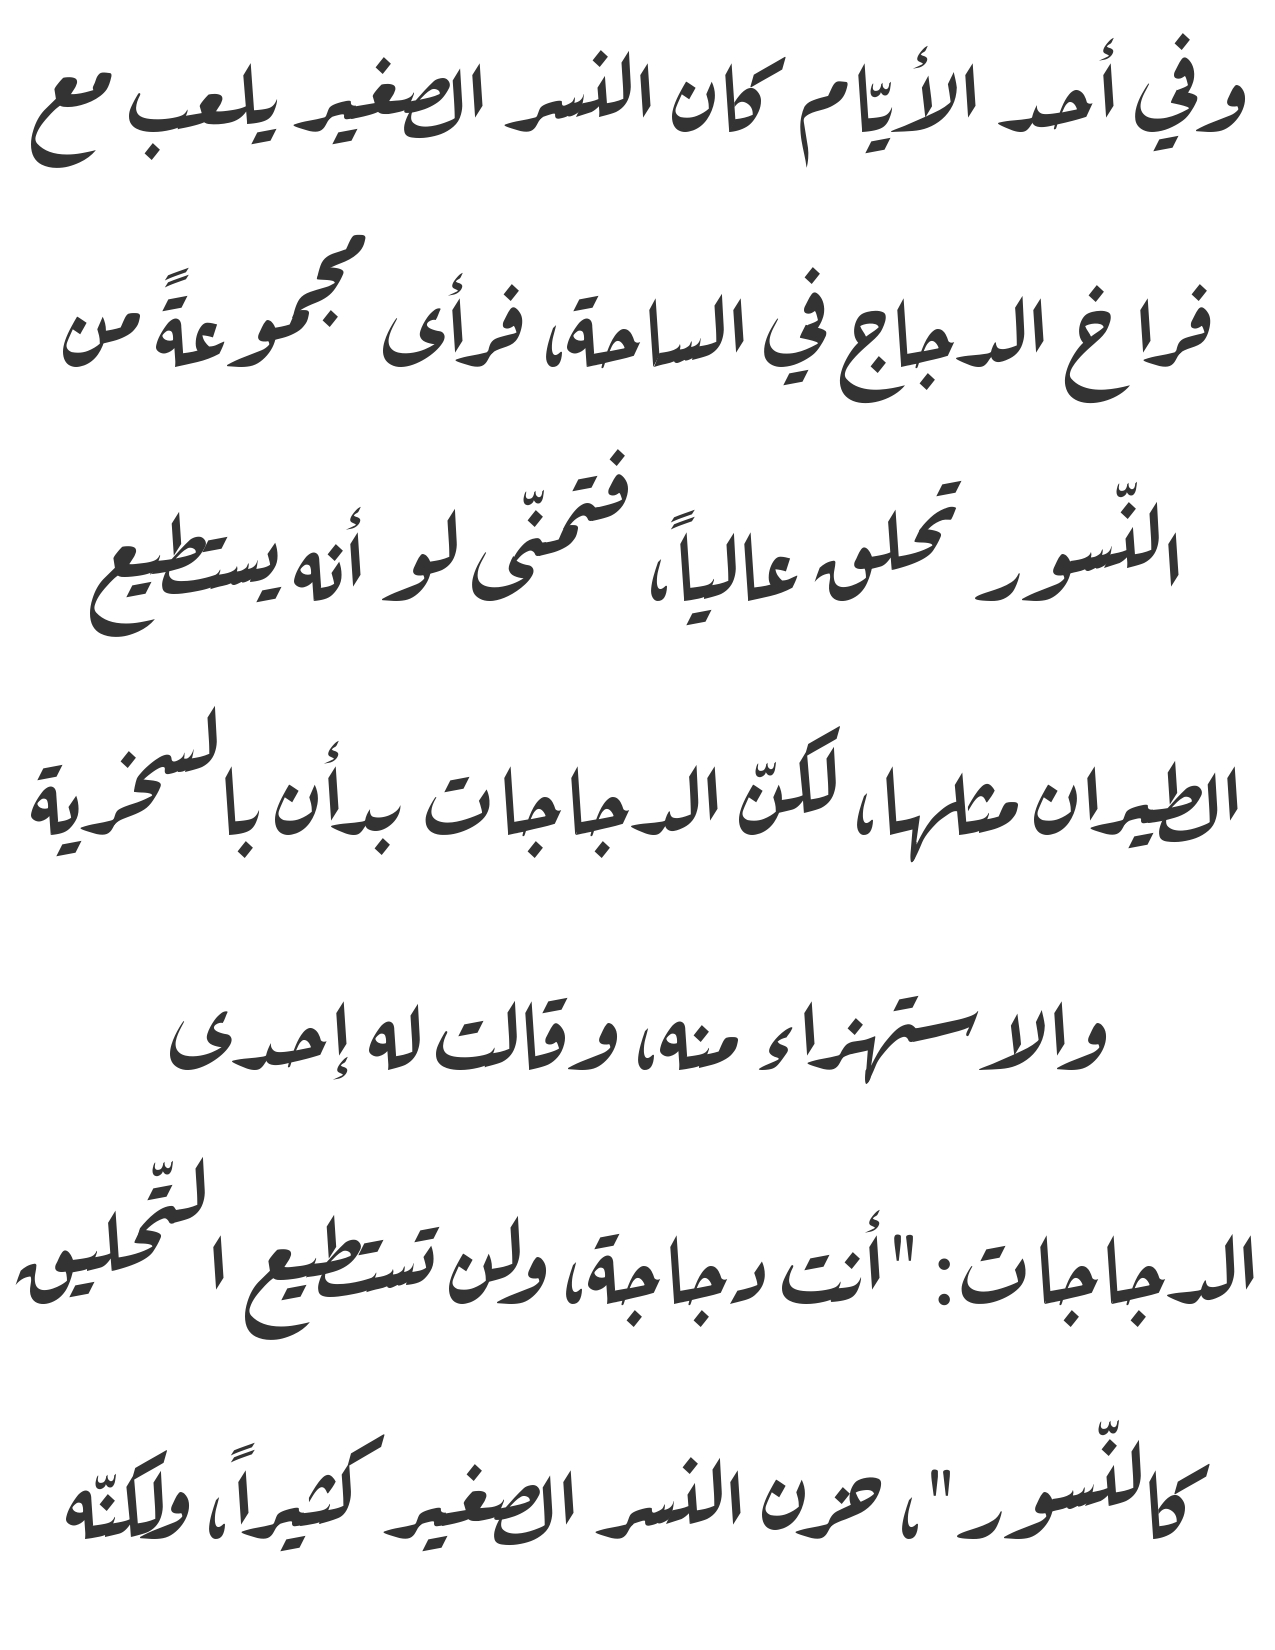 وفي أحد الأيّام كان النسر الصغير يلعب مع
فراخ الدجاج في الساحة، فرأى مجموعةً من
النّسور تحلق عالياً، فتمنّى لو أنه يستطيع
الطيران مثلها، لكنّ الدجاجات بدأن بالسخرية
والاستهزاء منه، وقالت له إحدى
الدجاجات: "أنت دجاجة، ولن تستطيع التّحليق
كالنّسور"، هزن النسر الصغير كثيراً، ولكنّه